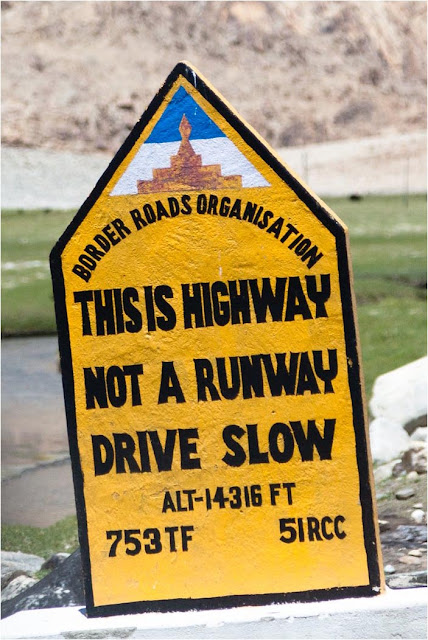 BORDER ROADS ORGANISATION
THIS IS HIGHWAY
NOT A RUNWAY
DRIVE SLOW
ALT-14316 FT
753TF 51RCC